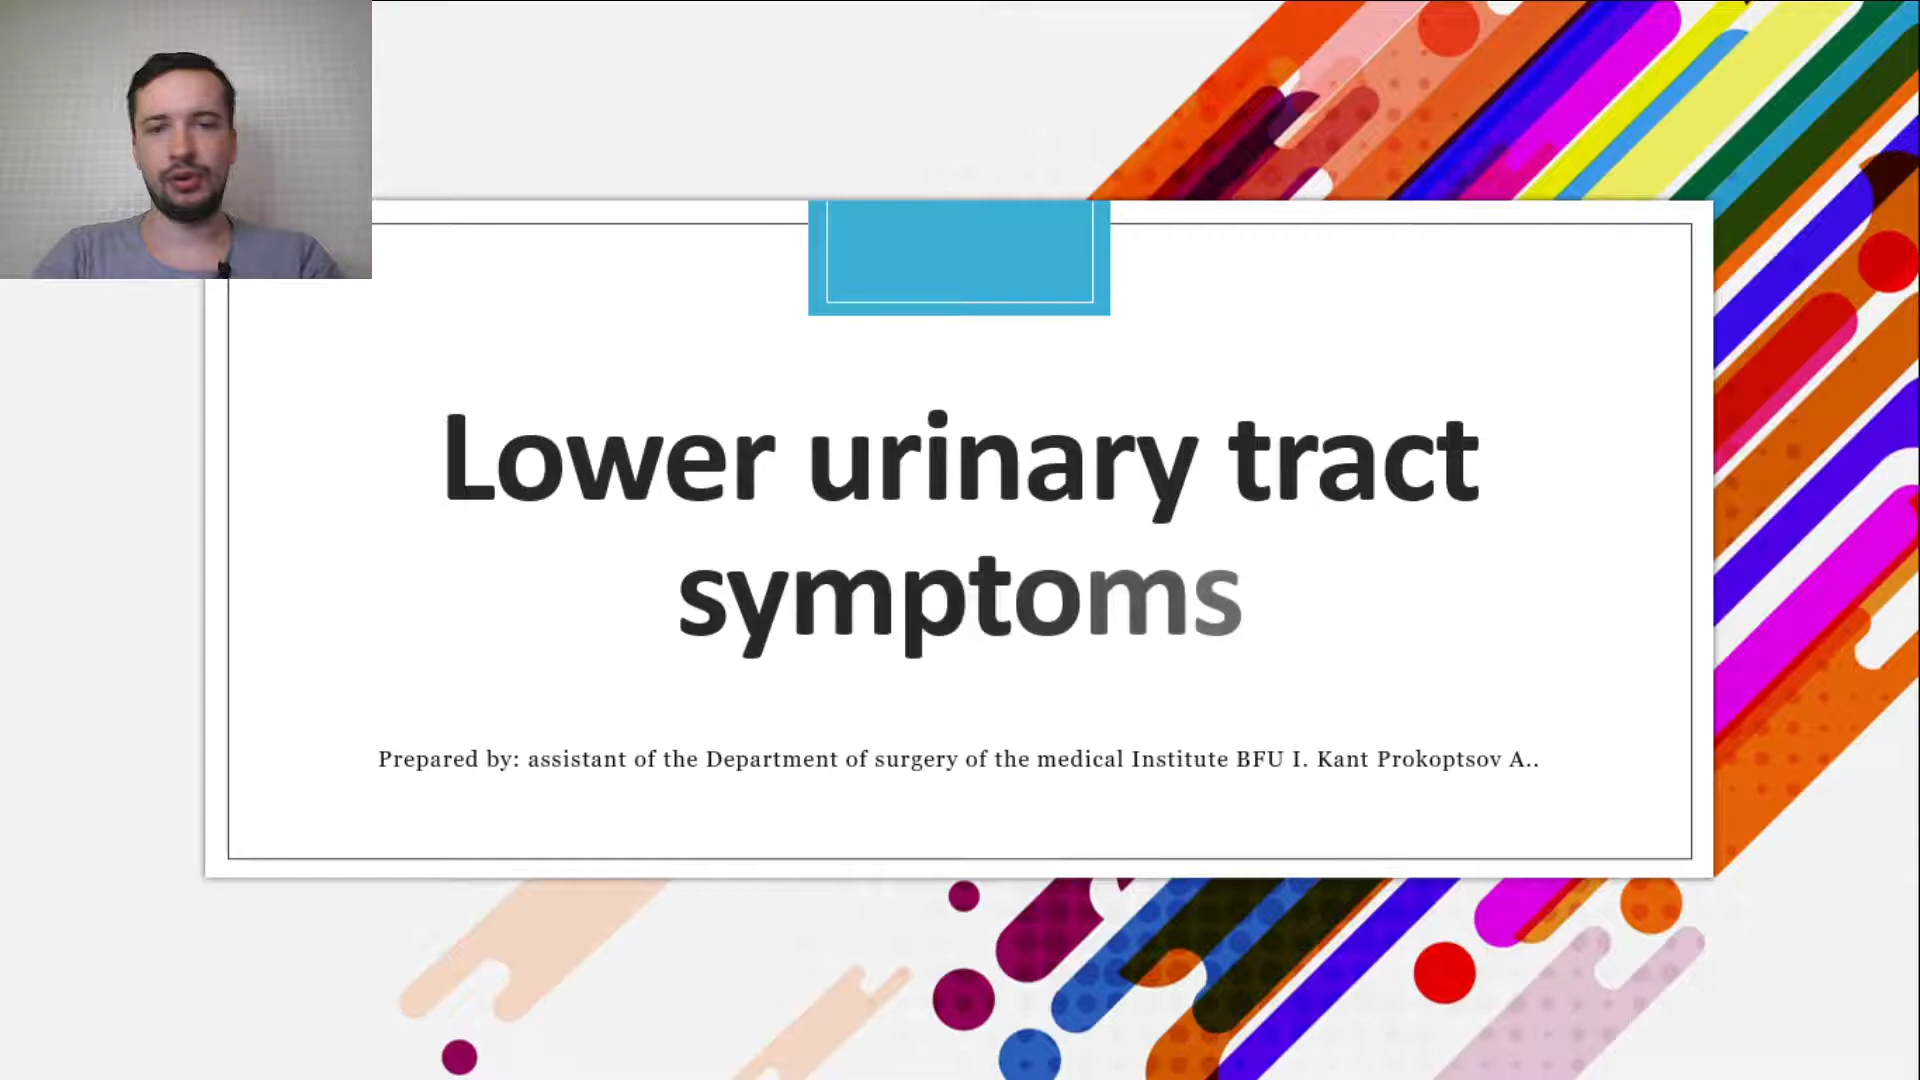 Lower urinary tract
symptoms
Prepared by: assistant of the Department of surgery of the medical Institute BFU I. Kant Prokoptsov A..